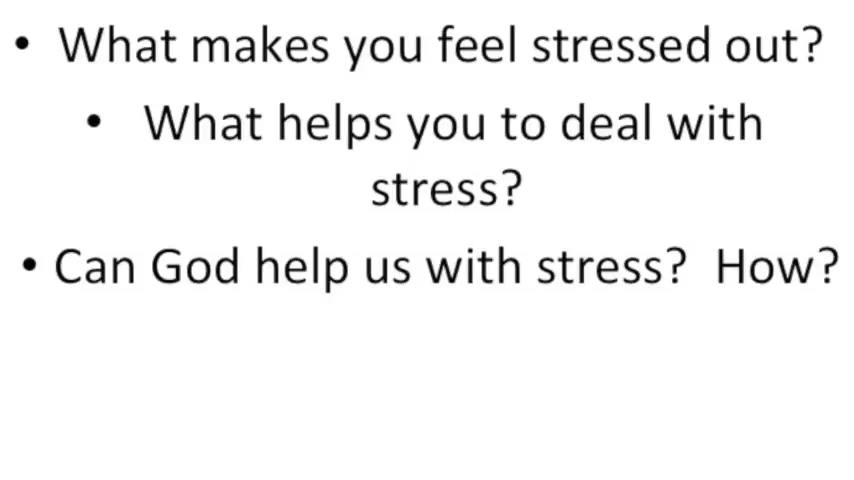 • What makes you feel stressed out?
• What helps you to deal with
stress?
• Can God help us with stress? How?